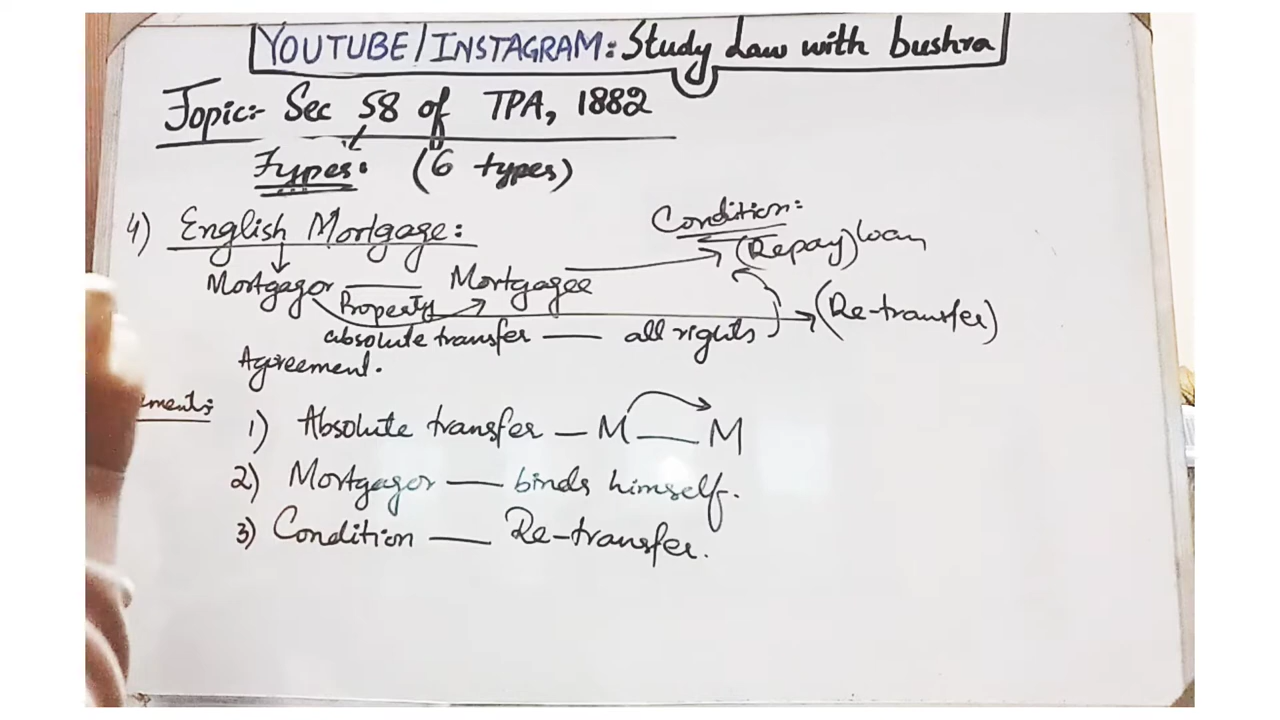 YOUTUBE/INSTAGRAM: Study Law with bushra
Topic:- Sec 58 of TPA, 1882
Types: (6 types)
4) English Mortgage:
Condition:
(Repay) loan
Mortgagor — Mortgagee
Property
(Re-transfer)
absolute transfer — all rights
Agreement.
ments:
1) Absolute transfer — M — M
2) Mortgagor — binds himself.
3) Condition — Re-transfer.